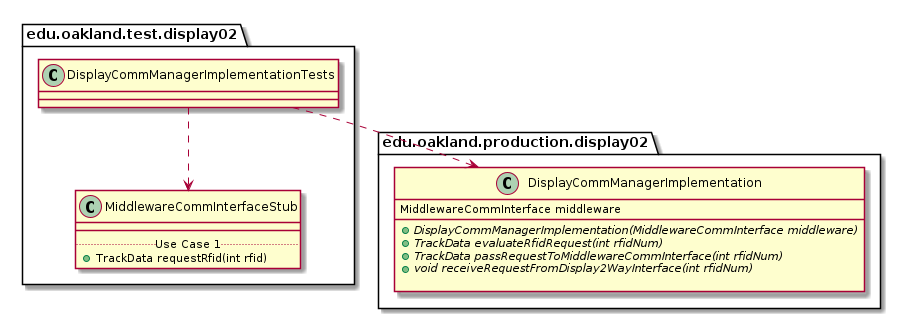 edu.oakland.test.display02
C DisplayCommManagerImplementationTests
C MiddlewareCommInterfaceStub
Use Case 1
TrackData requestRfid(int rfid)
edu.oakland.production.display02
C DisplayCommManagerImplementation
MiddlewareCommInterface middleware
DisplayCommManagerImplementation(MiddlewareCommInterface middleware)
TrackData evaluateRfidRequest(int rfidNum)
TrackData passRequestToMiddlewareCommInterface(int rfidNum)
void receiveRequestFromDisplay2WayInterface(int rfidNum)